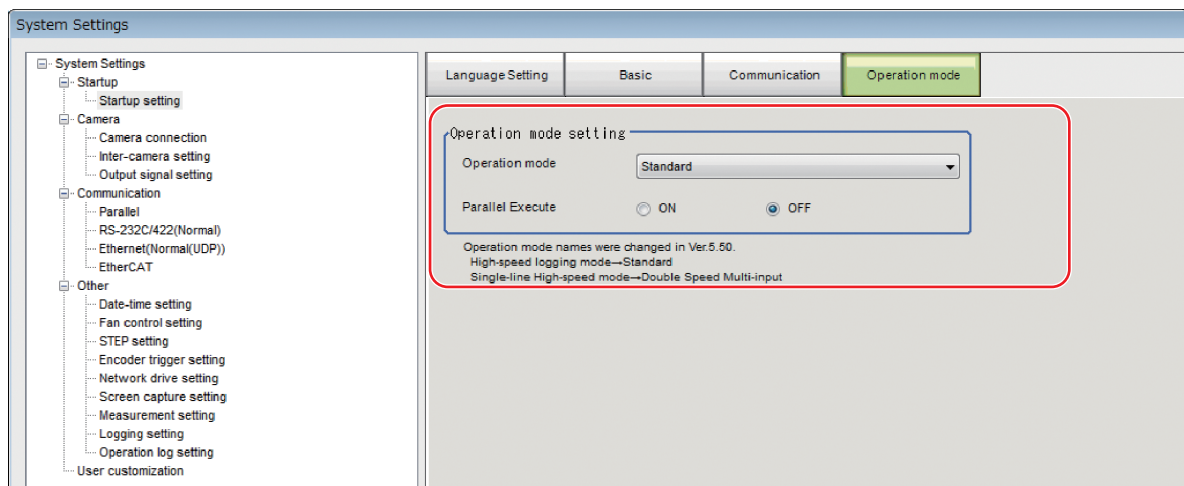 System Settings
System Settings
Startup
Startup setting
Camera
Camera connection
Inter-camera setting
Output signal setting
Communication
Parallel
RS-232C/422(Normal)
Ethernet(Normal(UDP))
EtherCAT
Other
Date-time setting
Fan control setting
STEP setting
Encoder trigger setting
Network drive setting
Screen capture setting
Measurement setting
Logging setting
Operation log setting
User customization
Language Setting Basic Communication Operation mode
Operation mode setting
Operation mode Standard
Parallel Execute ON OFF
Operation mode names were changed in Ver.5.50.
High-speed logging mode→Standard
Single-line High-speed mode→Double Speed Multi-input